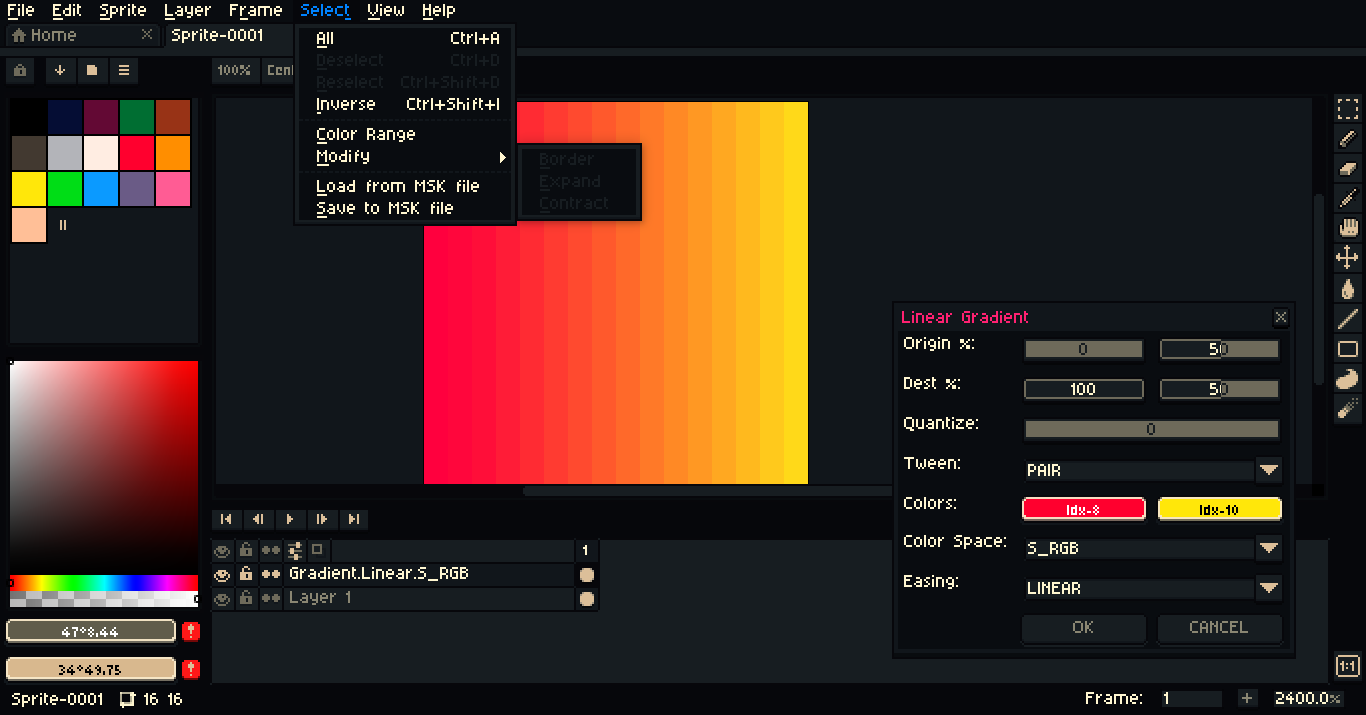 File Edit Sprite Layer Frame Select View Help
Home Sprite-0001
All Ctrl+A
Deselect Ctrl+D
Reselect Ctrl+Shift+D
Inverse Ctrl+Shift+I
Color Range
Modify
Load from MSK file
Save to MSK file
Border
Expand
Contract
100%
Linear Gradient
Origin %: 0 50
Dest %: 100 50
Quantize: 0
Tween: PAIR
Colors: Idx-8 Idx-10
Color Space: S_RGB
Easing: LINEAR
OK CANCEL
1
Gradient.Linear.S_RGB
Layer 1
47°8.44
34°49.75
1:1
Sprite-0001 16 16
Frame: 1 + 2400.0%